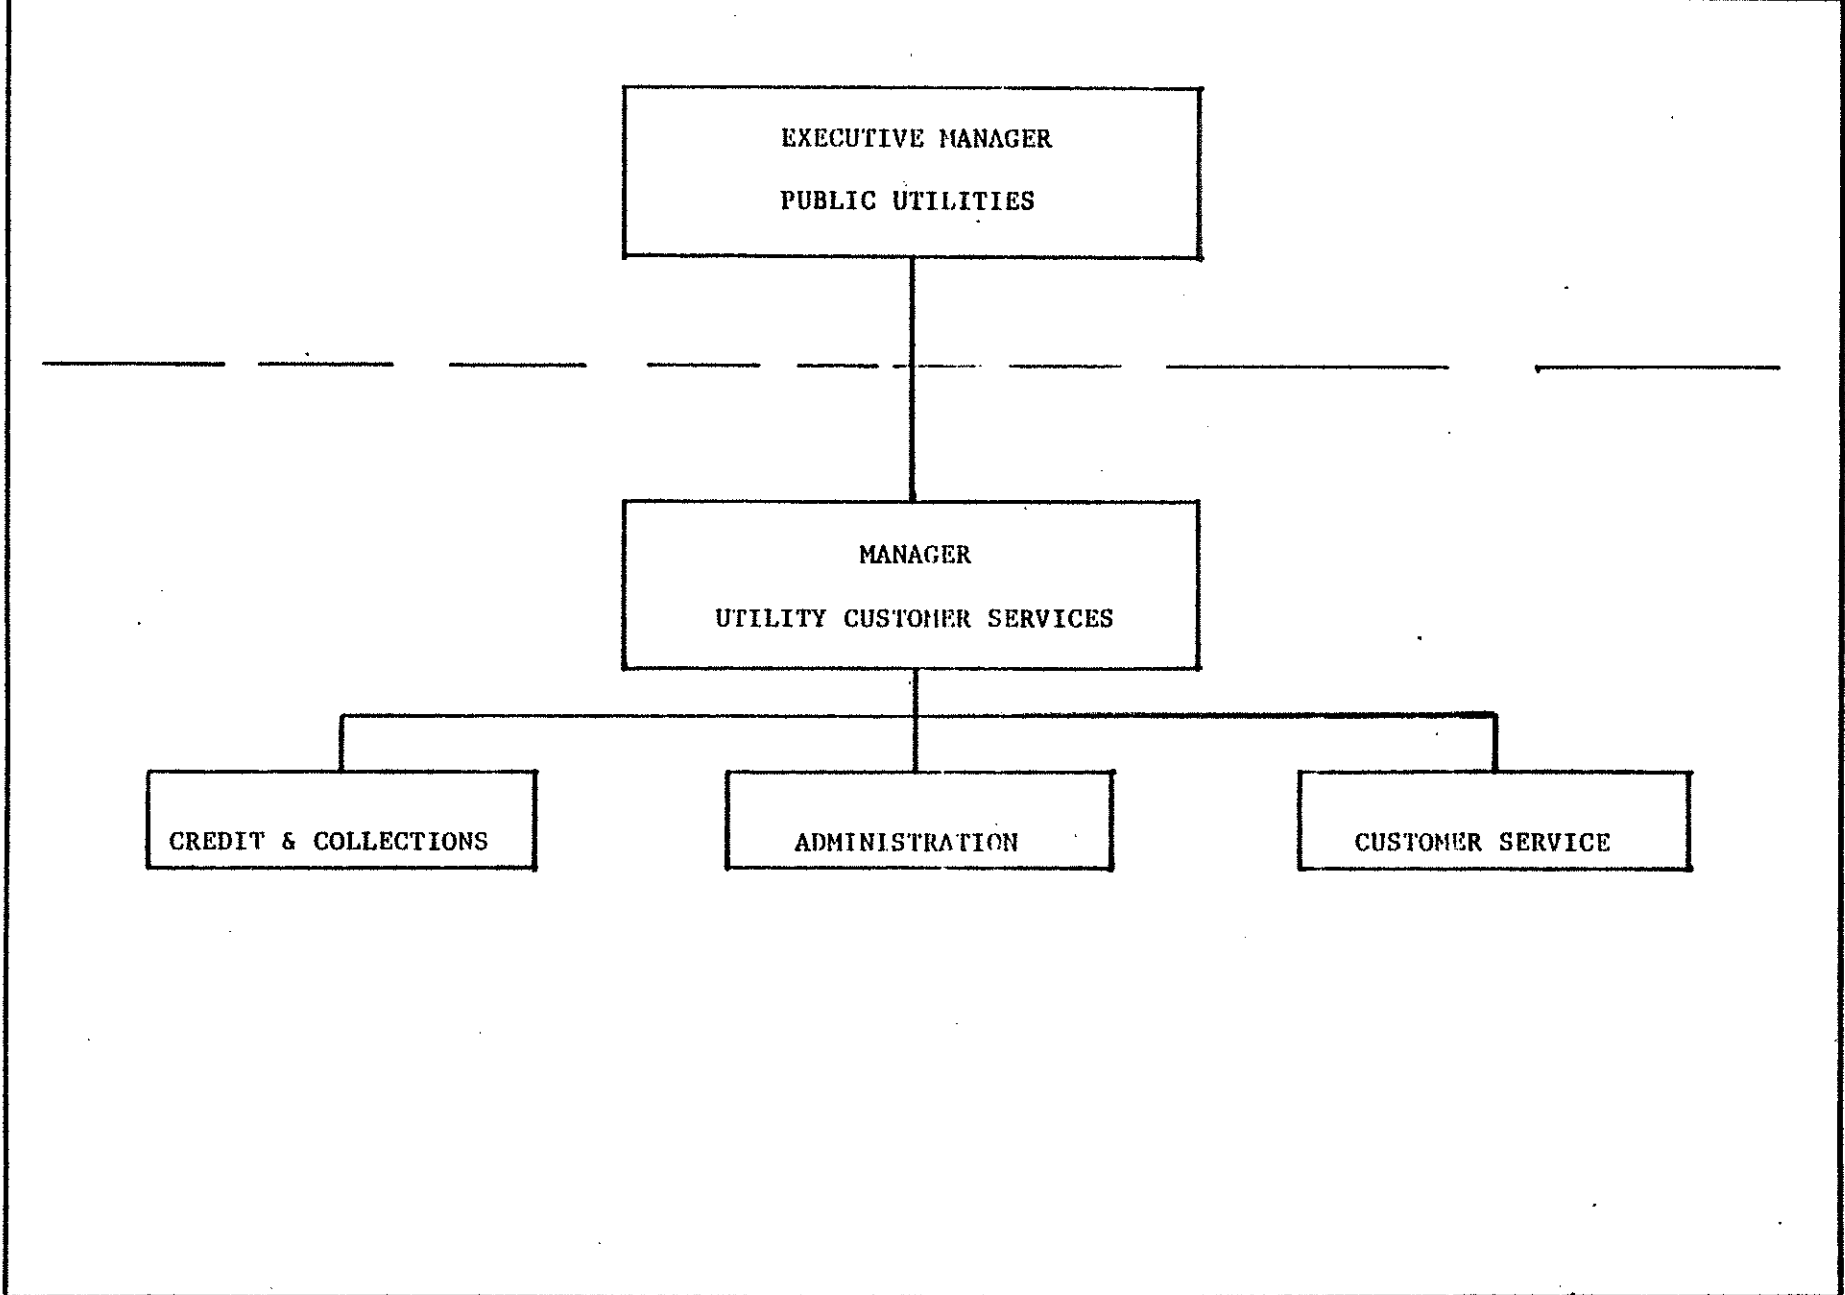 EXECUTIVE MANAGER
PUBLIC UTILITIES
MANAGER
UTILITY CUSTOMER SERVICES
CREDIT & COLLECTIONS
ADMINISTRATION
CUSTOMER SERVICE